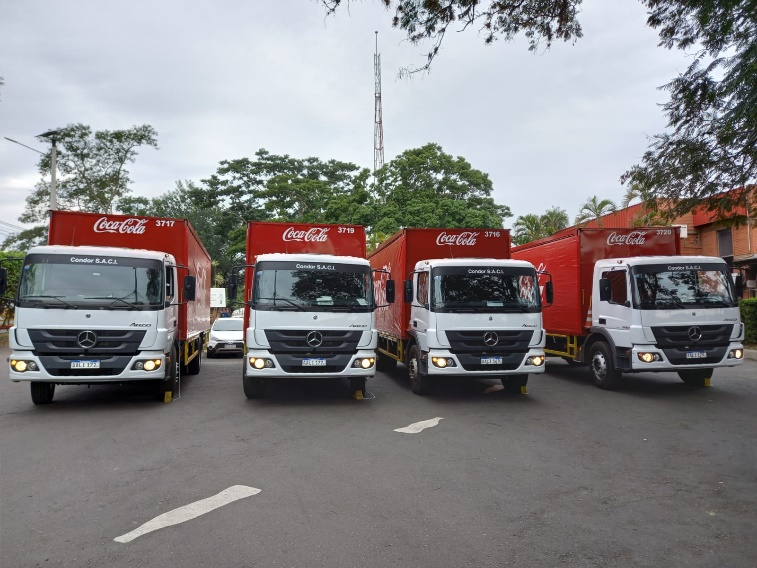 Coca-Cola 3717
Condor S.A.C.I.
Atego
Coca-Cola 3719
Condor S.A.C.I.
Atego
Coca-Cola 3716
Condor S.A.C.I.
Atego
Coca-Cola 3720
Condor S.A.C.I.
Atego